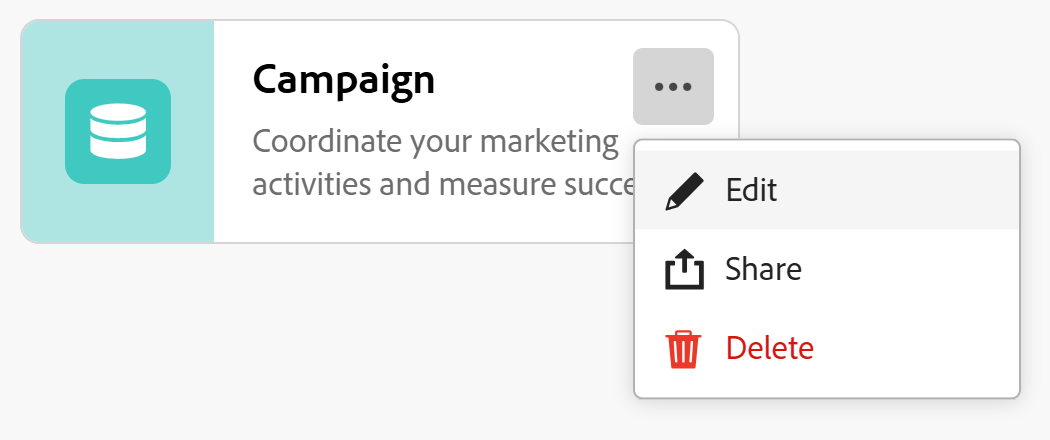 Campaign
Coordinate your marketing
activities and measure succe
Edit
Share
Delete